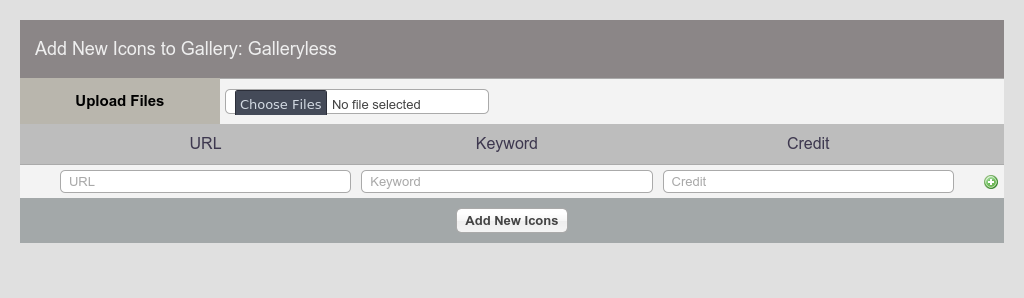 Add New Icons to Gallery: Galleryless
Upload Files
Choose Files No file selected
URL Keyword Credit
URL Keyword Credit
Add New Icons